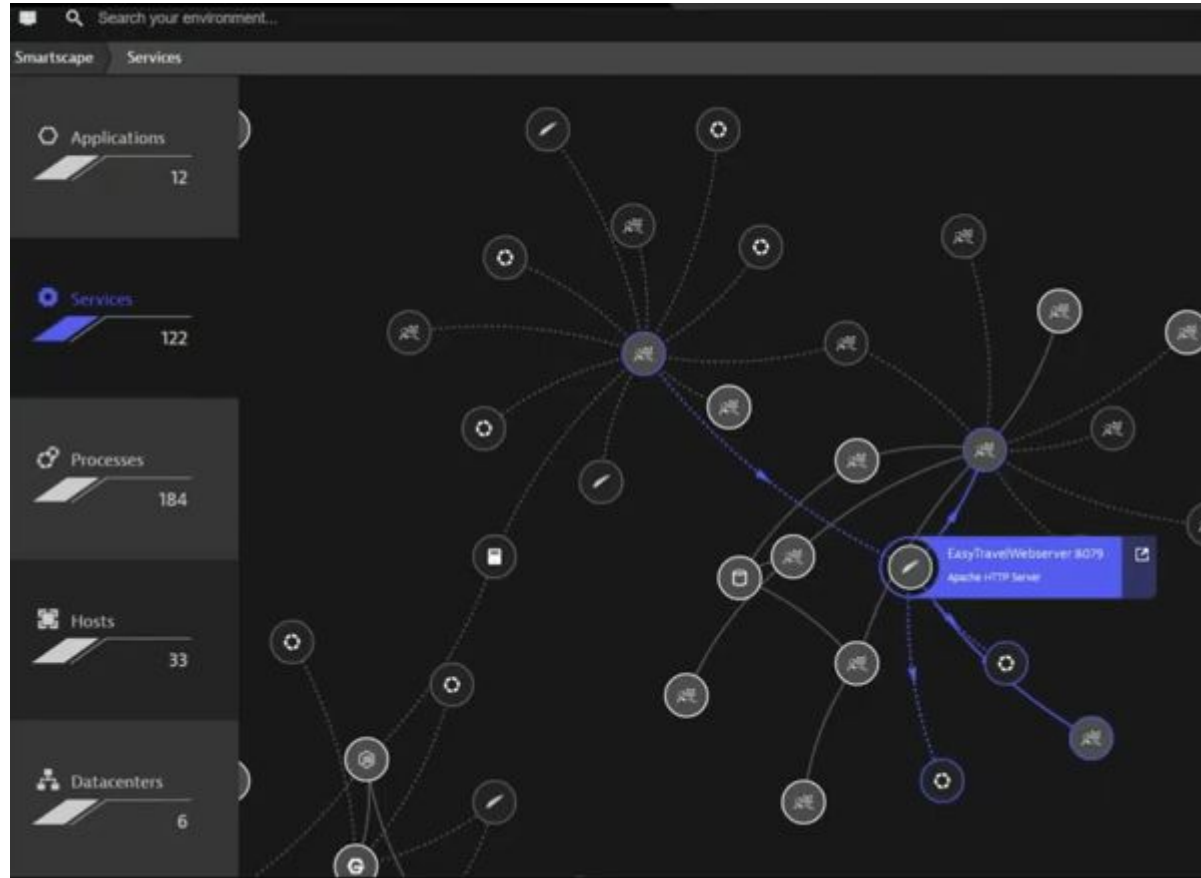 Search your environment...
Smartscape
Services
Applications
12
Services
122
Processes
184
Hosts
33
Datacenters
6
EasyTravelWebserver:8079
Apache HTTP Server
G